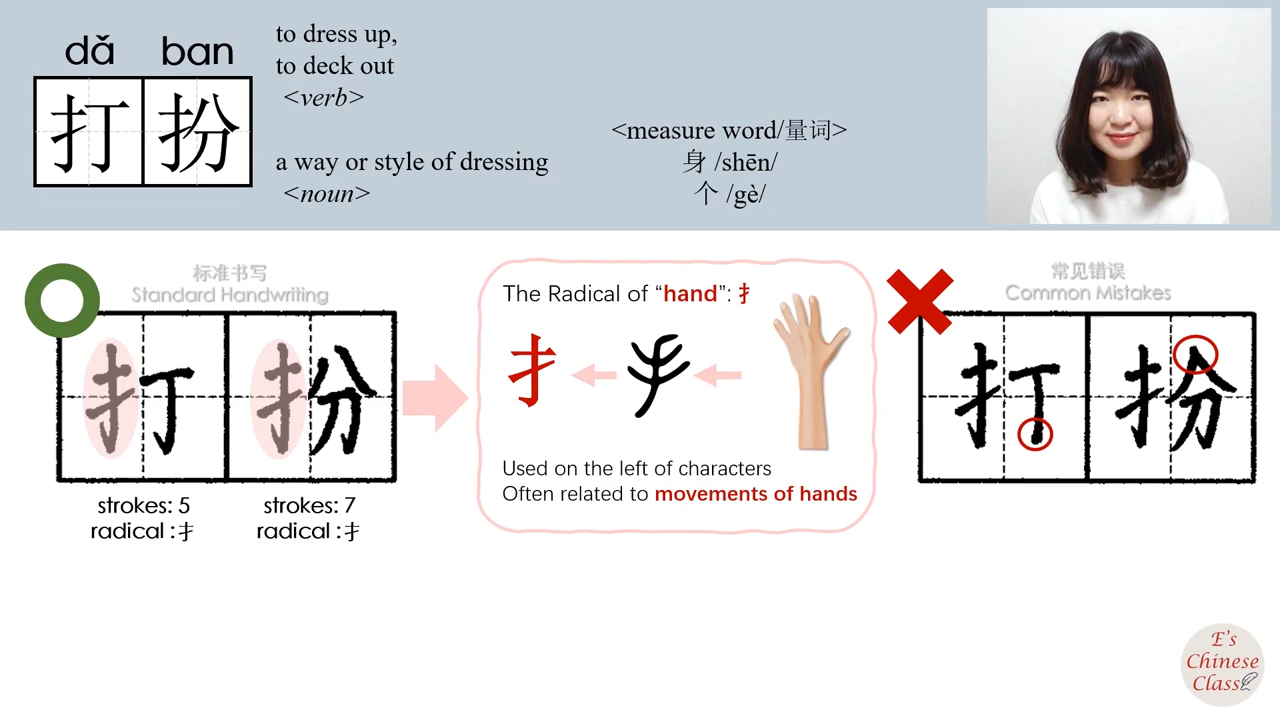 dǎ ban
打扮
to dress up,
to deck out
<verb>
a way or style of dressing
<noun>
<measure word/量词>
身 /shēn/
个 /gè/
标准书写
Standard Handwriting
打扮
strokes: 5
radical :扌
strokes: 7
radical :扌
The Radical of “hand”: 扌
扌
Used on the left of characters
Often related to movements of hands
常见错误
Common Mistakes
打扮
E's
Chinese
Class